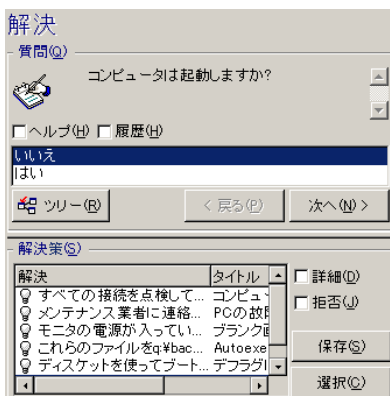 解決
質問(Q)
コンピュータは起動しますか?
ヘルプ(H) 履歴(H)
いいえ
はい
ツリー(R) < 戻る(P) 次へ(N) >
解決策(S)
解決 タイトル
すべての接続を点検して... コンピュ
メンテナンス業者に連絡... PCの故
モニタの電源が入ってい... ブランク
これらのファイルをq:¥bac... Autoexe
ディスケットを使ってブート... デフラグ
詳細(D)
拒否(J)
保存(S)
選択(C)